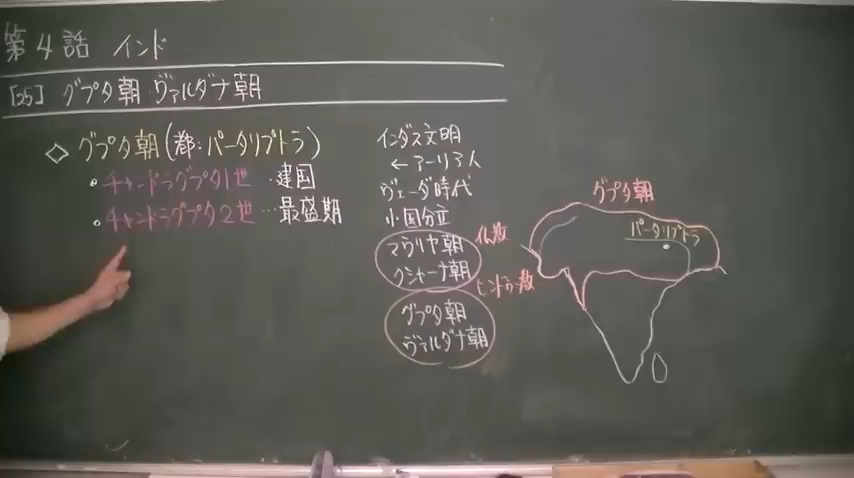 第4話 インド
[25] グプタ朝 ヴァルダナ朝
◇ グプタ朝(都:パータリプトラ)
・チャンドラグプタ1世…建国
・チャンドラグプタ2世…最盛期
インダス文明
←アーリア人
ヴェーダ時代
小国分立
マウリヤ朝
クシャーナ朝
仏教
ヒンドゥー教
グプタ朝
ヴァルダナ朝
グプタ朝
パータリプトラ